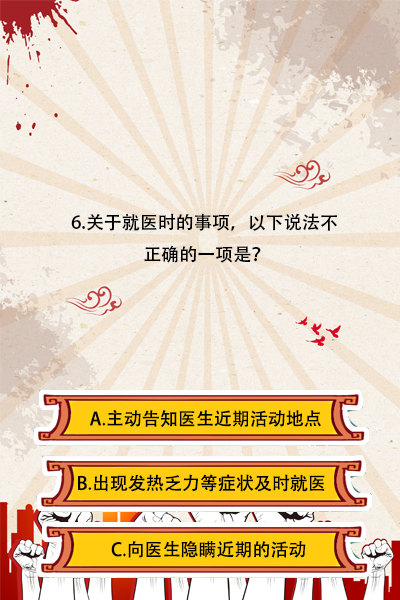 6.关于就医时的事项，以下说法不
正确的一项是？
A.主动告知医生近期活动地点
B.出现发热乏力等症状及时就医
C.向医生隐瞒近期的活动